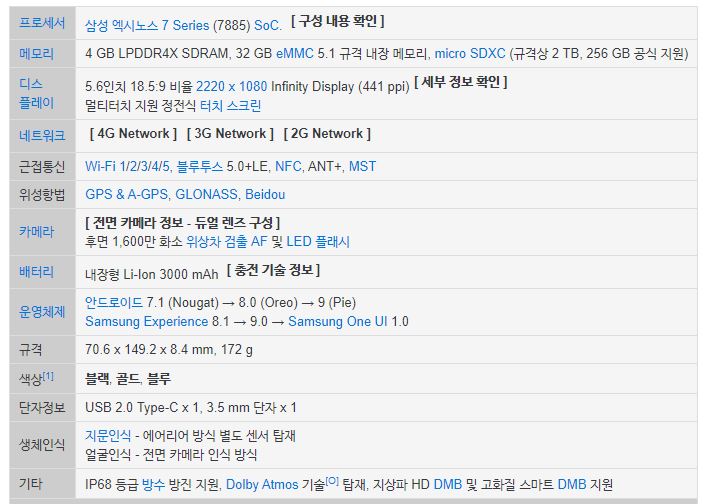 프로세서 삼성 엑시노스 7 Series (7885) SoC. [ 구성 내용 확인 ]
메모리 4 GB LPDDR4X SDRAM, 32 GB eMMC 5.1 규격 내장 메모리, micro SDXC (규격상 2 TB, 256 GB 공식 지원)
디스
플레이
5.6인치 18.5:9 비율 2220 x 1080 Infinity Display (441 ppi) [ 세부 정보 확인 ]
멀티터치 지원 정전식 터치 스크린
네트워크 [ 4G Network ] [ 3G Network ] [ 2G Network ]
근접통신 Wi-Fi 1/2/3/4/5, 블루투스 5.0+LE, NFC, ANT+, MST
위성항법 GPS & A-GPS, GLONASS, Beidou
카메라
[ 전면 카메라 정보 - 듀얼 렌즈 구성 ]
후면 1,600만 화소 위상차 검출 AF 및 LED 플래시
배터리 내장형 Li-Ion 3000 mAh [ 충전 기술 정보 ]
운영체제
안드로이드 7.1 (Nougat) → 8.0 (Oreo) → 9 (Pie)
Samsung Experience 8.1 → 9.0 → Samsung One UI 1.0
규격 70.6 x 149.2 x 8.4 mm, 172 g
색상[1] 블랙, 골드, 블루
단자정보 USB 2.0 Type-C x 1, 3.5 mm 단자 x 1
생체인식
지문인식 - 에어리어 방식 별도 센서 탑재
얼굴인식 - 전면 카메라 인식 방식
기타 IP68 등급 방수 방진 지원, Dolby Atmos 기술[O] 탑재, 지상파 HD DMB 및 고화질 스마트 DMB 지원